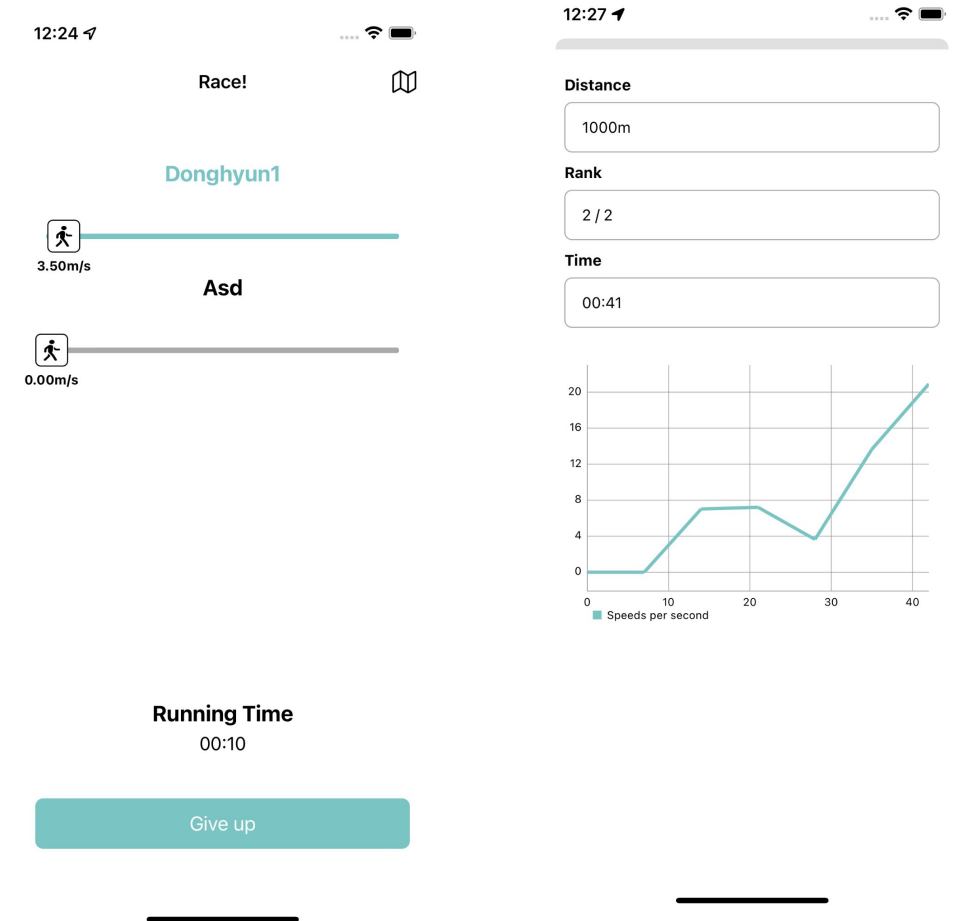 12:24
Race!
Donghyun1
3.50m/s
Asd
0.00m/s
Running Time
00:10
Give up
12:27
Distance
1000m
Rank
2 / 2
Time
00:41
20
16
12
8
4
0
0 10 20 30 40
Speeds per second